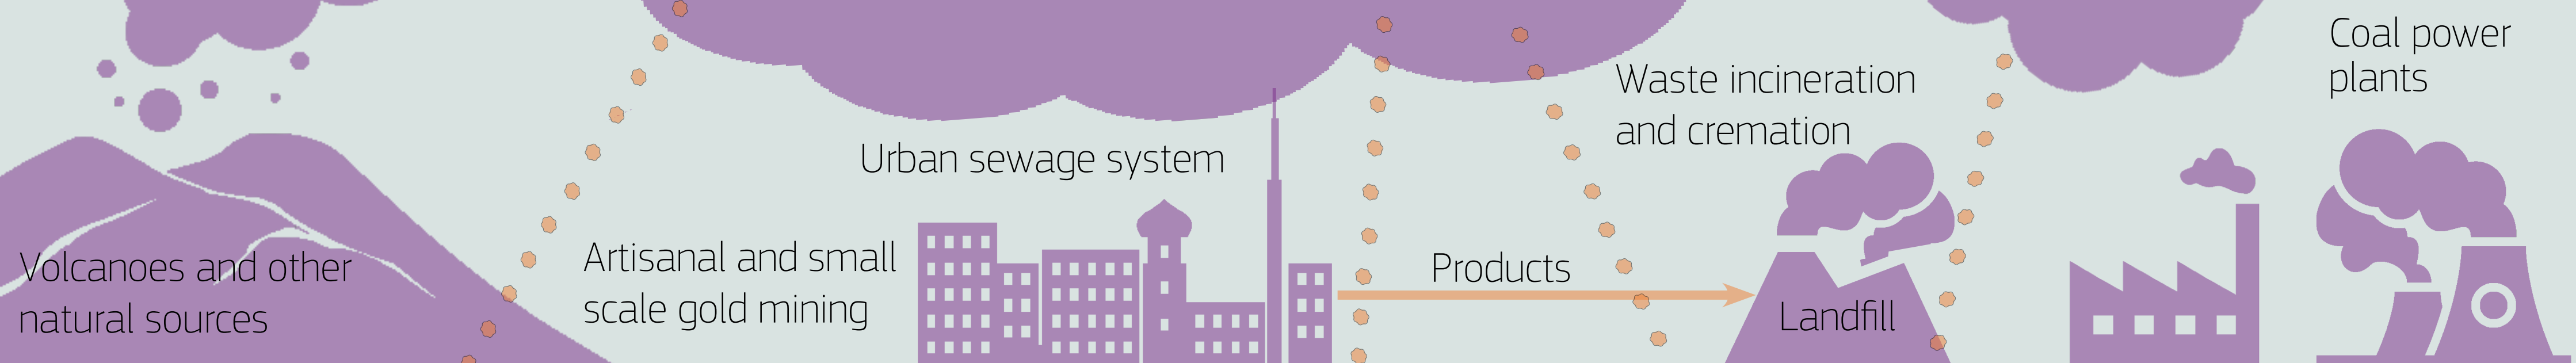 Volcanoes and other
natural sources
Artisanal and small
scale gold mining
Urban sewage system
Products
Waste incineration
and cremation
Landfill
Coal power
plants